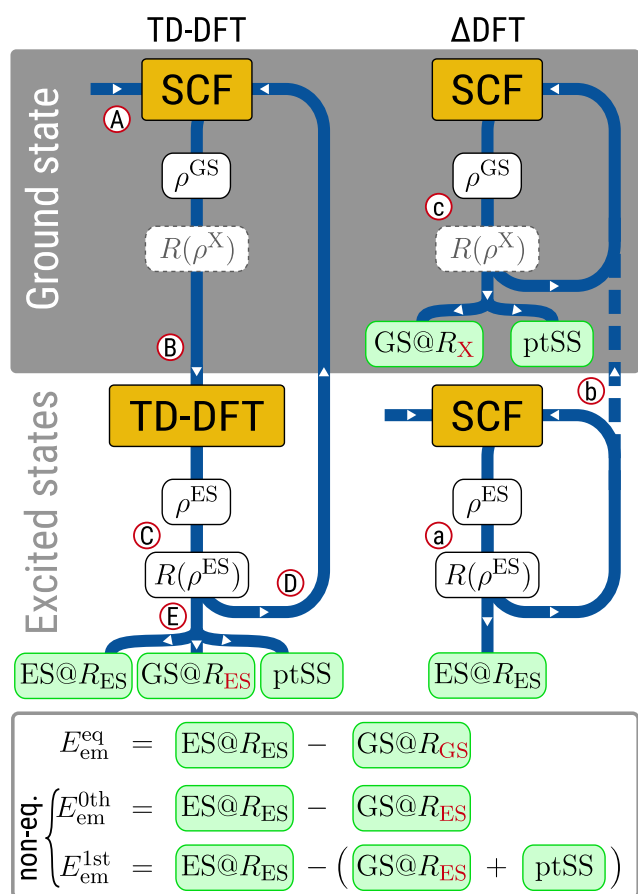 TD-DFT ΔDFT
Ground state
SCF SCF
A
ρ^GS ρ^GS
c
R(ρ^X) R(ρ^X)
B
GS@R_X ptSS
Excited states
TD-DFT SCF
b
ρ^ES ρ^ES
C a
R(ρ^ES) R(ρ^ES)
D
E
ES@R_ES GS@R_ES ptSS ES@R_ES
E_em^eq = ES@R_ES − GS@R_GS
non-eq.
E_em^0th = ES@R_ES − GS@R_ES
E_em^1st = ES@R_ES − (GS@R_ES + ptSS)